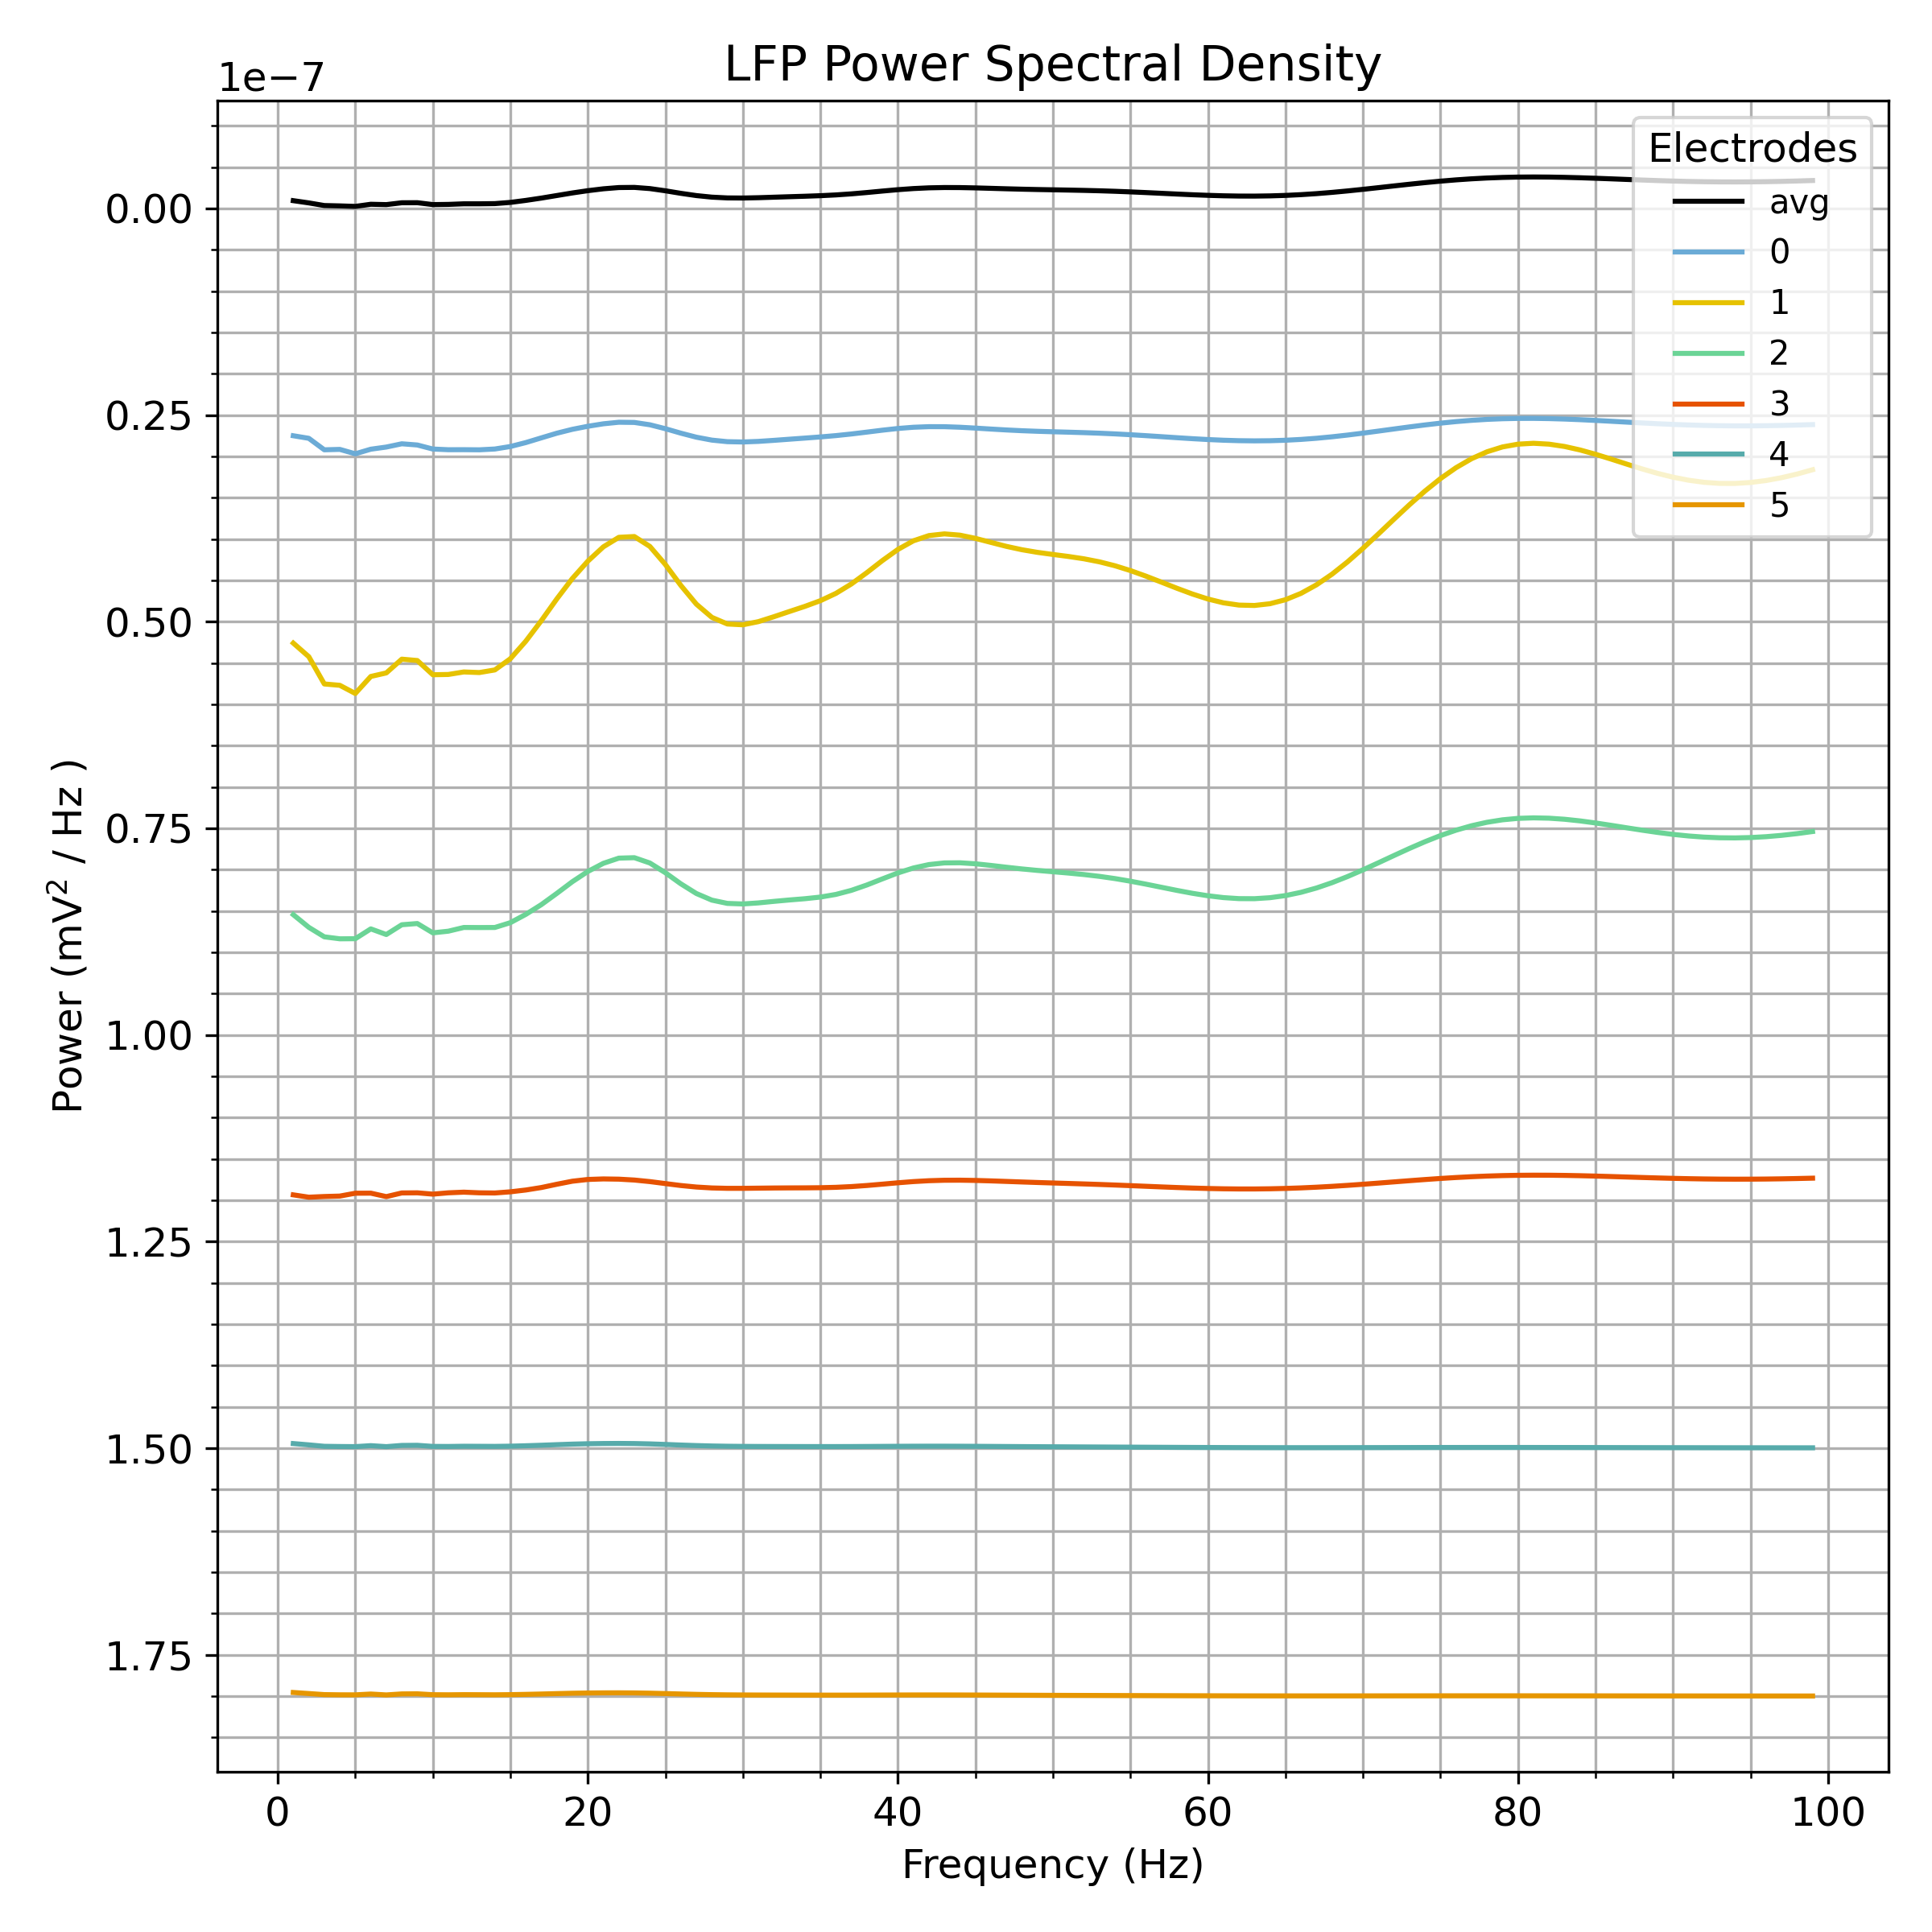 LFP Power Spectral Density
1e−7
Electrodes
avg
0
1
2
3
4
5
0.00
0.25
0.50
0.75
1.00
1.25
1.50
1.75
Power (mV² / Hz )
0 20 40 60 80 100
Frequency (Hz)